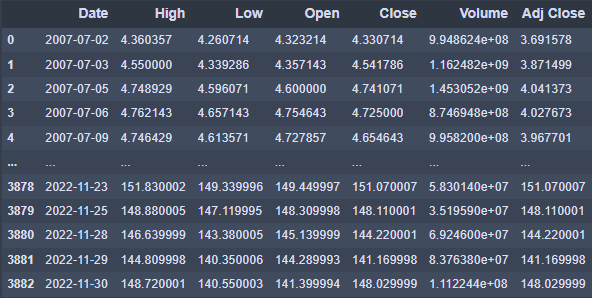 Date High Low Open Close Volume Adj Close
0 2007-07-02 4.360357 4.260714 4.323214 4.330714 9.948624e+08 3.691578
1 2007-07-03 4.550000 4.339286 4.357143 4.541786 1.162482e+09 3.871499
2 2007-07-05 4.748929 4.596071 4.600000 4.741071 1.453052e+09 4.041373
3 2007-07-06 4.762143 4.657143 4.754643 4.725000 8.746948e+08 4.027673
4 2007-07-09 4.746429 4.613571 4.727857 4.654643 9.958200e+08 3.967701
... ... ... ... ... ... ... ...
3878 2022-11-23 151.830002 149.339996 149.449997 151.070007 5.830140e+07 151.070007
3879 2022-11-25 148.880005 147.119995 148.309998 148.110001 3.519590e+07 148.110001
3880 2022-11-28 146.639999 143.380005 145.139999 144.220001 6.924600e+07 144.220001
3881 2022-11-29 144.809998 140.350006 144.289993 141.169998 8.376380e+07 141.169998
3882 2022-11-30 148.720001 140.550003 141.399994 148.029999 1.112244e+08 148.029999